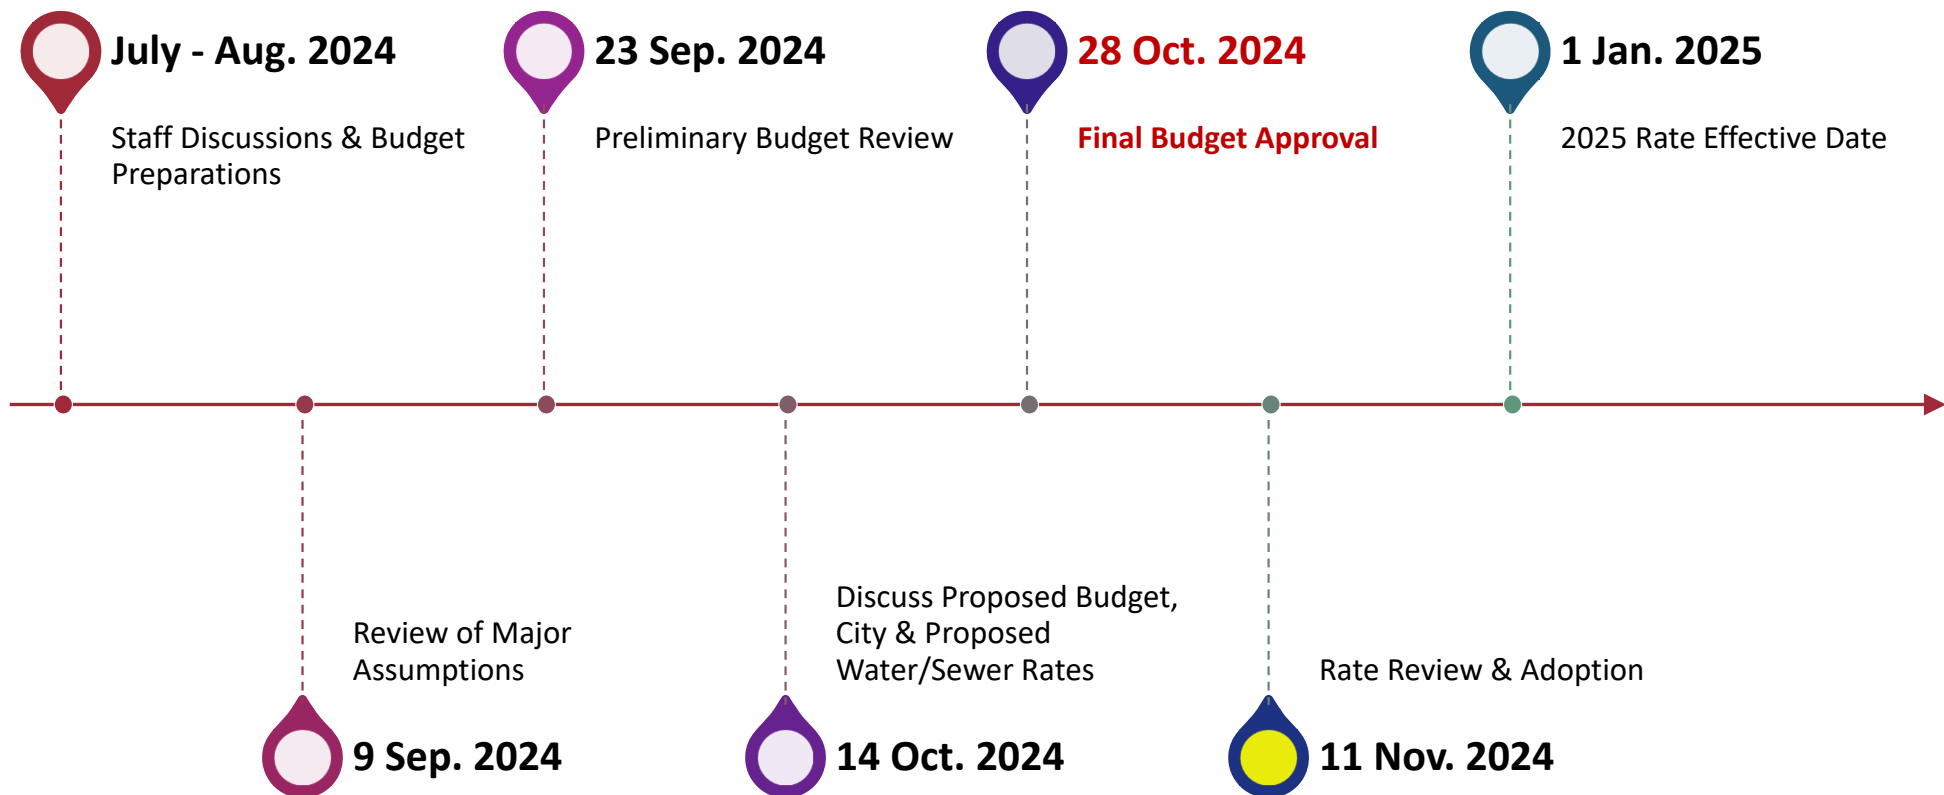 July - Aug. 2024
Staff Discussions & Budget
Preparations
23 Sep. 2024
Preliminary Budget Review
28 Oct. 2024
Final Budget Approval
1 Jan. 2025
2025 Rate Effective Date
Review of Major
Assumptions
9 Sep. 2024
Discuss Proposed Budget,
City & Proposed
Water/Sewer Rates
14 Oct. 2024
Rate Review & Adoption
11 Nov. 2024